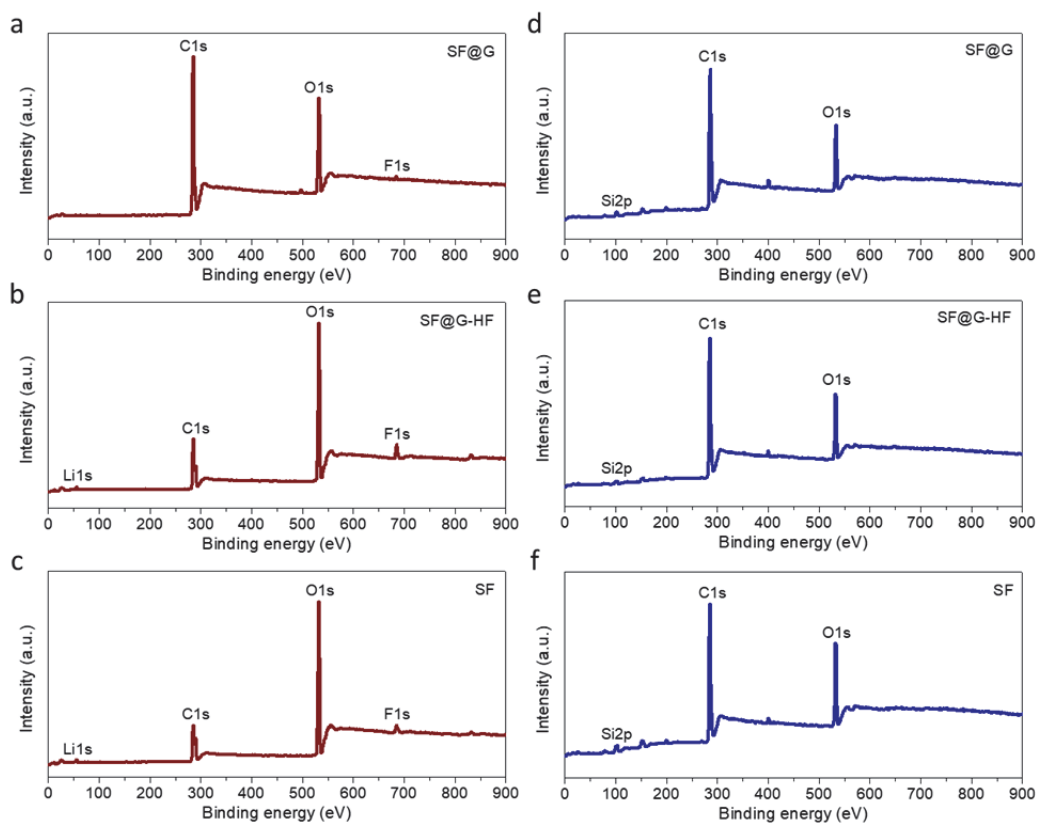 a
SF@G
C1s
O1s
F1s
Intensity (a.u.)
0 100 200 300 400 500 600 700 800 900
Binding energy (eV)
b
SF@G-HF
O1s
C1s
F1s
Li1s
Intensity (a.u.)
0 100 200 300 400 500 600 700 800 900
Binding energy (eV)
c
SF
O1s
C1s
F1s
Li1s
Intensity (a.u.)
0 100 200 300 400 500 600 700 800 900
Binding energy (eV)
d
SF@G
C1s
O1s
Si2p
Intensity (a.u.)
0 100 200 300 400 500 600 700 800 900
Binding energy (eV)
e
SF@G-HF
C1s
O1s
Si2p
Intensity (a.u.)
0 100 200 300 400 500 600 700 800 900
Binding energy (eV)
f
SF
C1s
O1s
Si2p
Intensity (a.u.)
0 100 200 300 400 500 600 700 800 900
Binding energy (eV)